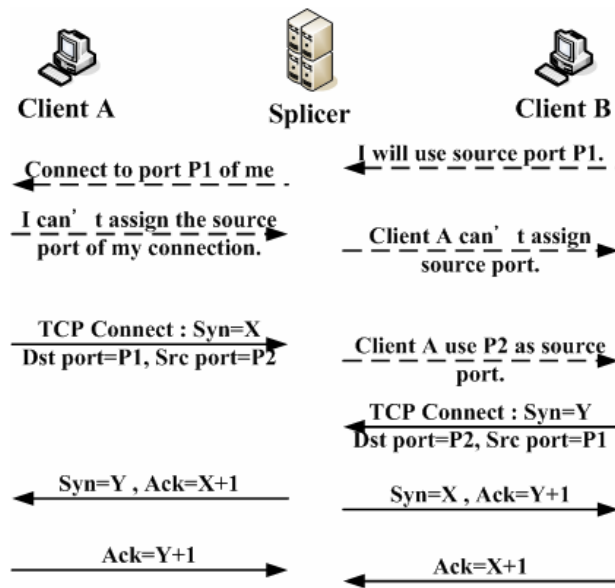 Client A
Splicer
Client B
I will use source port P1.
Connect to port P1 of me
I can’ t assign the source
port of my connection.
Client A can’ t assign
source port.
TCP Connect : Syn=X
Dst port=P1, Src port=P2
Client A use P2 as source
port.
TCP Connect : Syn=Y
Dst port=P2, Src port=P1
Syn=Y , Ack=X+1
Syn=X , Ack=Y+1
Ack=Y+1
Ack=X+1